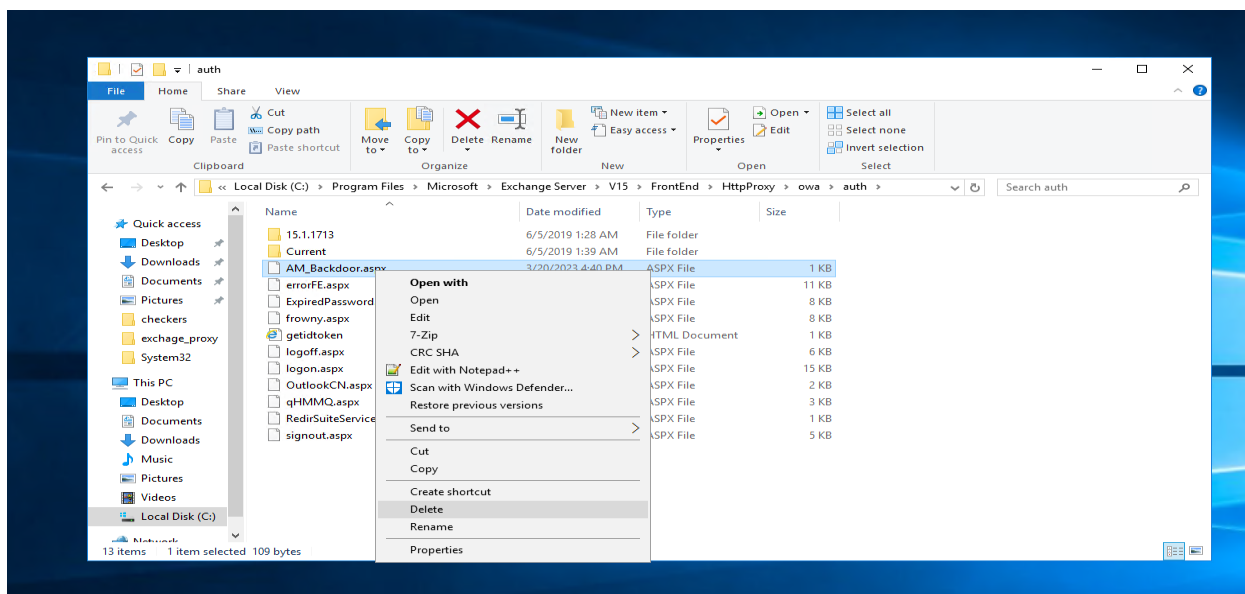 auth
File Home Share View
Pin to Quick access
Copy
Paste
Cut
Copy path
Paste shortcut
Clipboard
Move to
Copy to
Delete
Rename
Organize
New folder
New item
Easy access
New
Properties
Open
Edit
Open
Select all
Select none
Invert selection
Select
« Local Disk (C:) > Program Files > Microsoft > Exchange Server > V15 > FrontEnd > HttpProxy > owa > auth >
Search auth
Quick access
Desktop
Downloads
Documents
Pictures
checkers
exchage_proxy
System32
This PC
Desktop
Documents
Downloads
Music
Pictures
Videos
Local Disk (C:)
Network
Name Date modified Type Size
15.1.1713 6/5/2019 1:28 AM File folder
Current 6/5/2019 1:39 AM File folder
AM_Backdoor.aspx 3/20/2023 4:40 PM ASPX File 1 KB
errorFE.aspx ASPX File 11 KB
ExpiredPassword ASPX File 8 KB
frowny.aspx ASPX File 8 KB
getidtoken HTML Document 1 KB
logoff.aspx ASPX File 6 KB
logon.aspx ASPX File 15 KB
OutlookCN.aspx ASPX File 2 KB
qHMMQ.aspx ASPX File 3 KB
RedirSuiteService ASPX File 1 KB
signout.aspx ASPX File 5 KB
Open with
Open
Edit
7-Zip
CRC SHA
Edit with Notepad++
Scan with Windows Defender...
Restore previous versions
Send to
Cut
Copy
Create shortcut
Delete
Rename
Properties
13 items 1 item selected 109 bytes